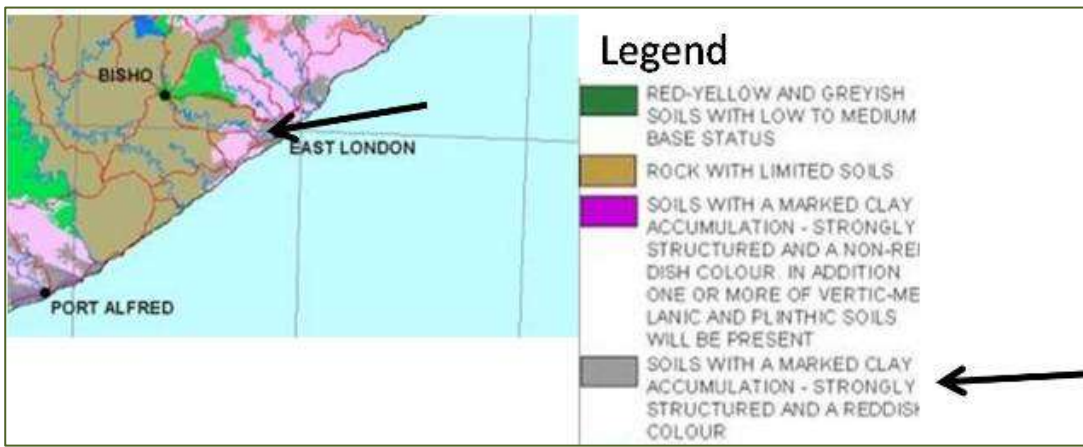 BISHO
EAST LONDON
PORT ALFRED
Legend
RED-YELLOW AND GREYISH
SOILS WITH LOW TO MEDIUM
BASE STATUS
ROCK WITH LIMITED SOILS
SOILS WITH A MARKED CLAY
ACCUMULATION - STRONGLY
STRUCTURED AND A NON-RE
DISH COLOUR. IN ADDITION
ONE OR MORE OF VERTIC-ME
LANIC AND PLINTHIC SOILS
WILL BE PRESENT
SOILS WITH A MARKED CLAY
ACCUMULATION - STRONGLY
STRUCTURED AND A REDDISH
COLOUR